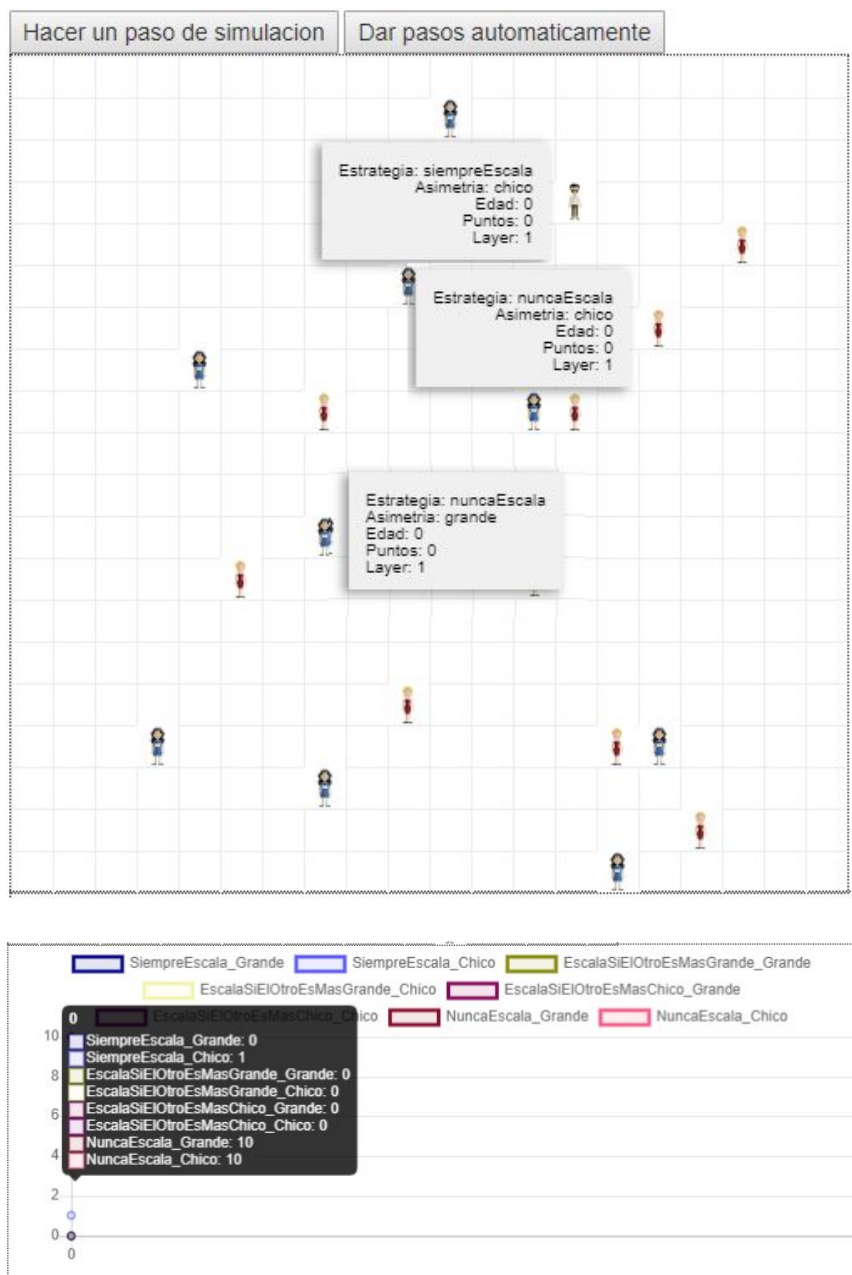 Hacer un paso de simulacion
Dar pasos automaticamente
Estrategia: siempreEscala
Asimetria: chico
Edad: 0
Puntos: 0
Layer: 1
Estrategia: nuncaEscala
Asimetria: chico
Edad: 0
Puntos: 0
Layer: 1
Estrategia: nuncaEscala
Asimetria: grande
Edad: 0
Puntos: 0
Layer: 1
SiempreEscala_Grande
SiempreEscala_Chico
EscalaSiElOtroEsMasGrande_Grande
EscalaSiElOtroEsMasGrande_Chico
EscalaSiElOtroEsMasChico_Grande
EscalaSiElOtroEsMasChico_Chico
NuncaEscala_Grande
NuncaEscala_Chico
0
SiempreEscala_Grande: 0
SiempreEscala_Chico: 1
EscalaSiElOtroEsMasGrande_Grande: 0
EscalaSiElOtroEsMasGrande_Chico: 0
EscalaSiElOtroEsMasChico_Grande: 0
EscalaSiElOtroEsMasChico_Chico: 0
NuncaEscala_Grande: 10
NuncaEscala_Chico: 10
10
8
6
4
2
0
0